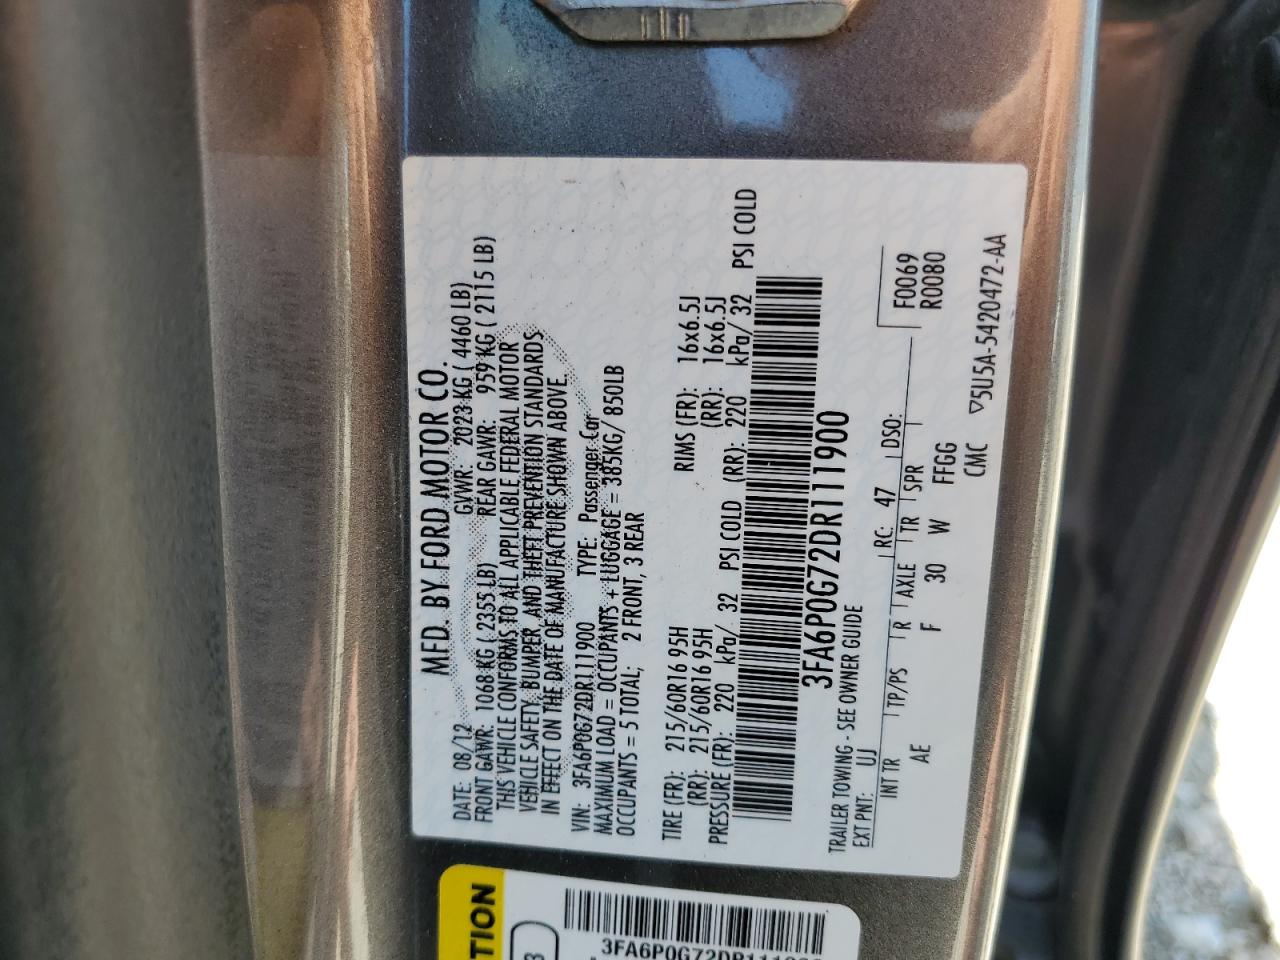 MFD. BY FORD MOTOR CO.
DATE: 08/12 GVWR: 2023 KG ( 4460 LB)
FRONT GAWR: 1068 KG ( 2355 LB) REAR GAWR: 959 KG ( 2115 LB)
THIS VEHICLE CONFORMS TO ALL APPLICABLE FEDERAL MOTOR
VEHICLE SAFETY, BUMPER, AND THEFT PREVENTION STANDARDS
IN EFFECT ON THE DATE OF MANUFACTURE SHOWN ABOVE.
VIN: 3FA6P0G72DR111900 TYPE: Passenger Car
MAXIMUM LOAD = OCCUPANTS + LUGGAGE = 385KG/ 850LB
OCCUPANTS = 5 TOTAL; 2 FRONT, 3 REAR
TIRE (FR): 215/60R16 95H RIMS (FR): 16x6.5J
(RR): 215/60R16 95H (RR): 16x6.5J
PRESSURE (FR): 220 kPa/ 32 PSI COLD (RR): 220 kPa/ 32 PSI COLD
3FA6P0G72DR111900
TRAILER TOWING - SEE OWNER GUIDE
EXT PNT: UJ RC: 47 DSO: F0069
R0080
INT TR TP/PS R AXLE TR SPR
AE F 30 W FFGG
CMC ▽5U5A-5420472-AA
TION